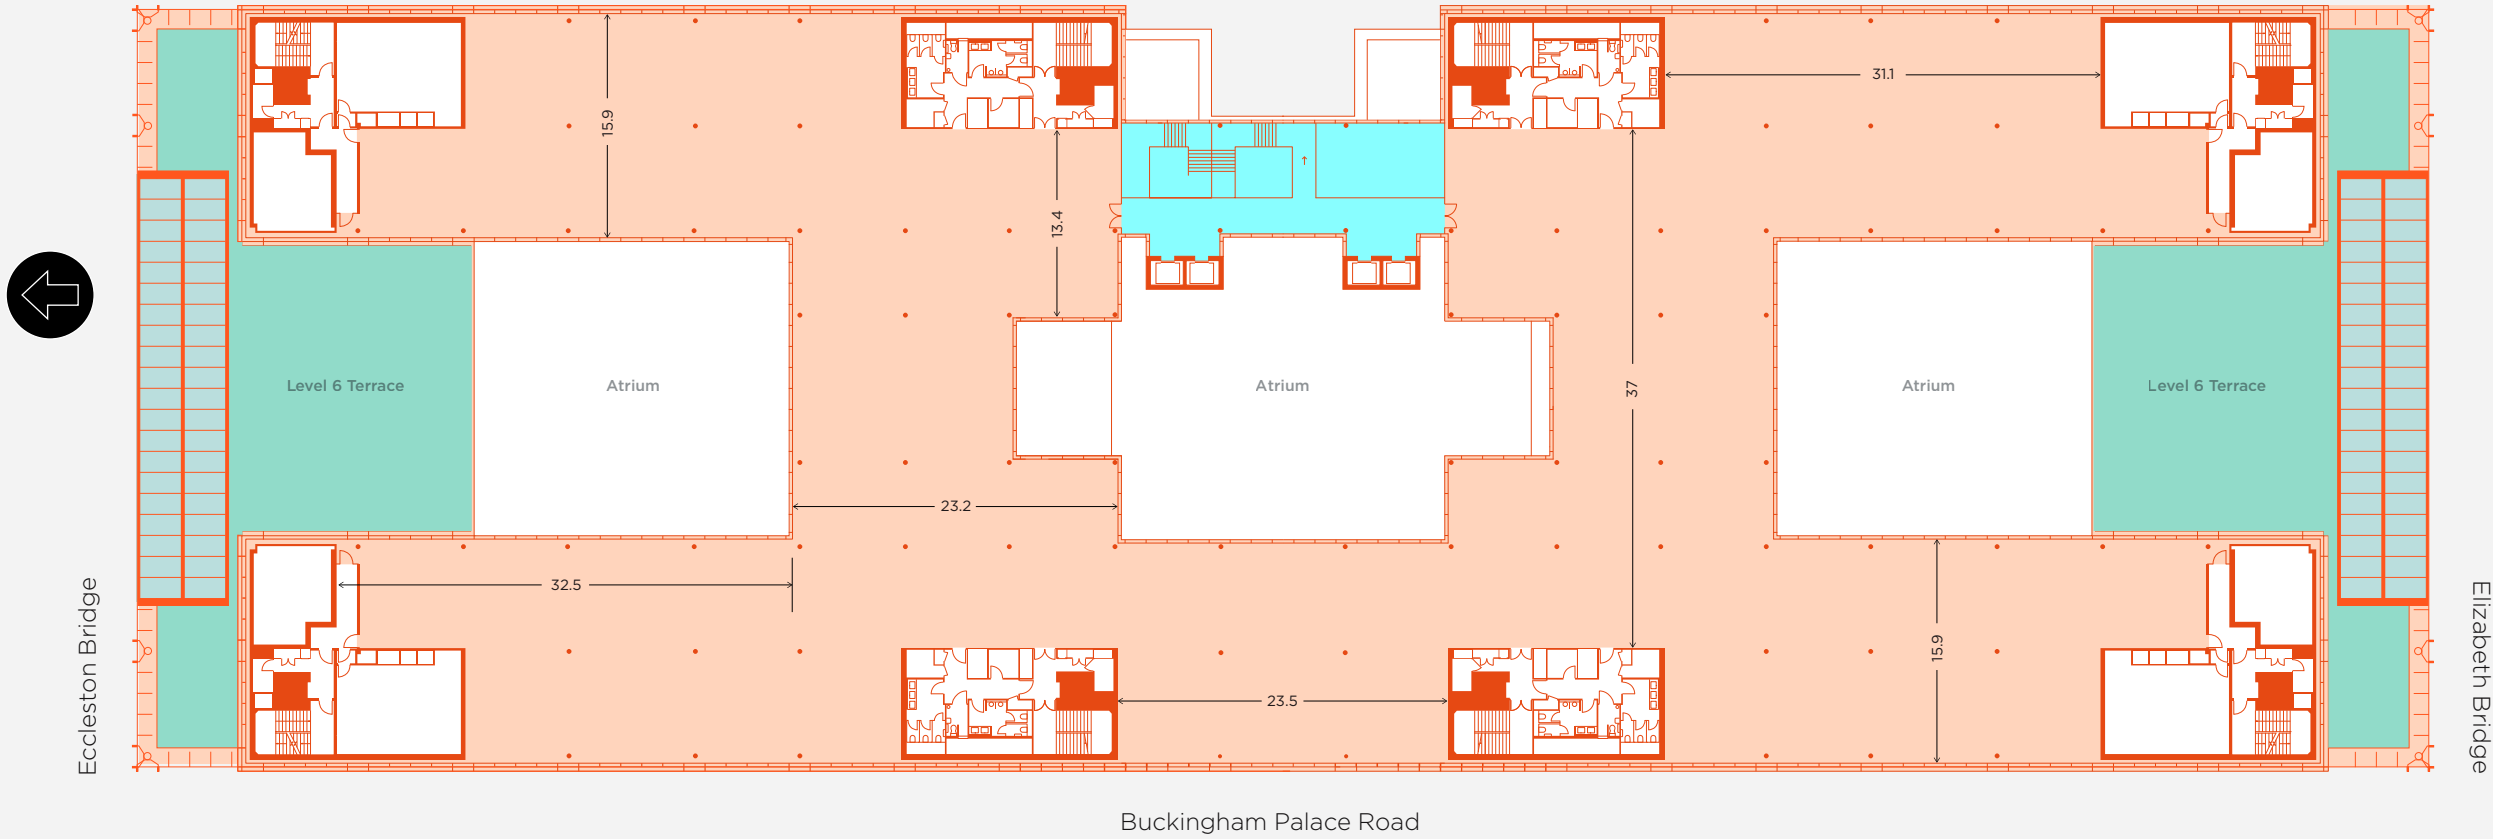 31.1
15.9
13.4
37
Level 6 Terrace
Atrium
Atrium
Atrium
Level 6 Terrace
23.2
32.5
15.9
23.5
Eccleston Bridge
Elizabeth Bridge
Buckingham Palace Road